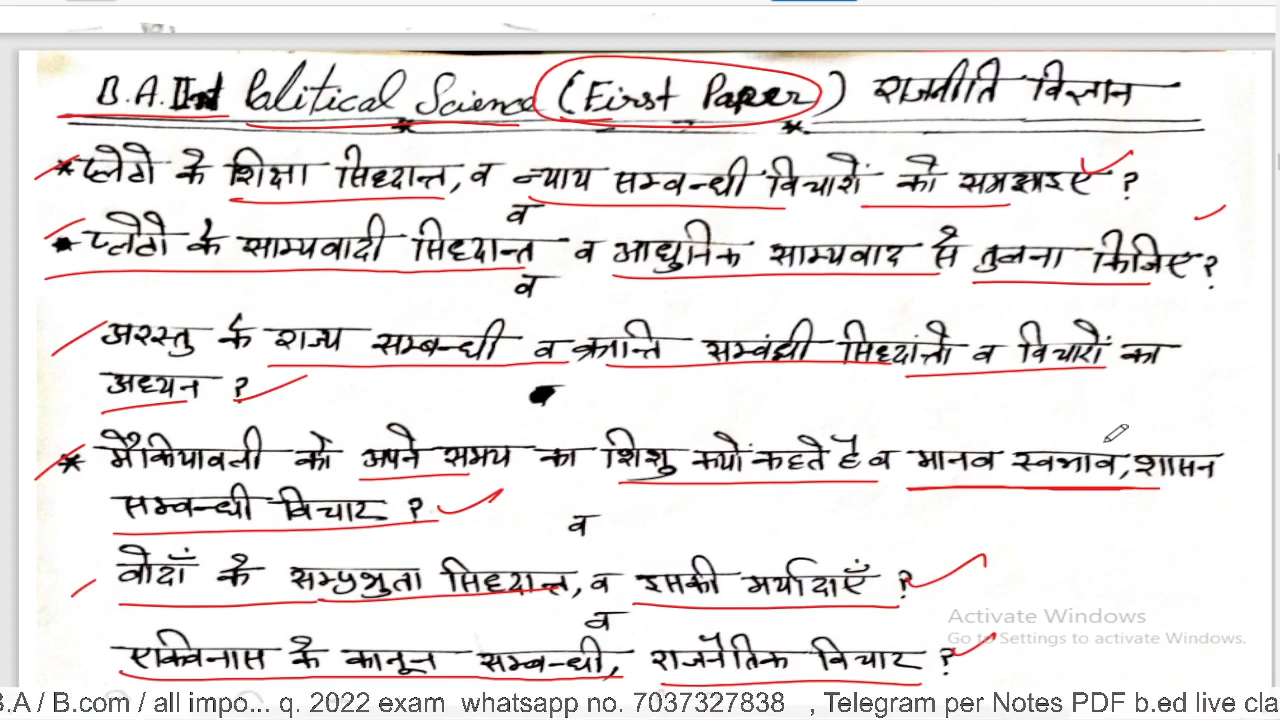 B.A. IInd Political Science (First Paper) राजनीति विज्ञान
* प्लेटो के शिक्षा सिध्दान्त, व न्याय सम्बन्धी विचारों को समझाइए ?
व
* प्लेटो के साम्यवादी सिध्दान्त व आधुनिक साम्यवाद से तुलना किजिए ?
व
अरस्तु के राज्य सम्बन्धी व क्रान्ति सम्बंधी सिध्दांतो व विचारों का
अध्यन ?
* मैकियावली को अपने समय का शिशु क्यों कहते है व मानव स्वभाव, शासन
सम्बन्धी विचार ?
व
वोदाँ के सम्प्रभुता सिध्दान्त, व इसकी मर्यादाएँ ?
व
एक्विनास के कानून सम्बन्धी, राजनैतिक विचार ?
Activate Windows
Go to Settings to activate Windows.
B.A / B.com / all impo... q. 2022 exam whatsapp no. 7037327838 , Telegram per Notes PDF b.ed live cla